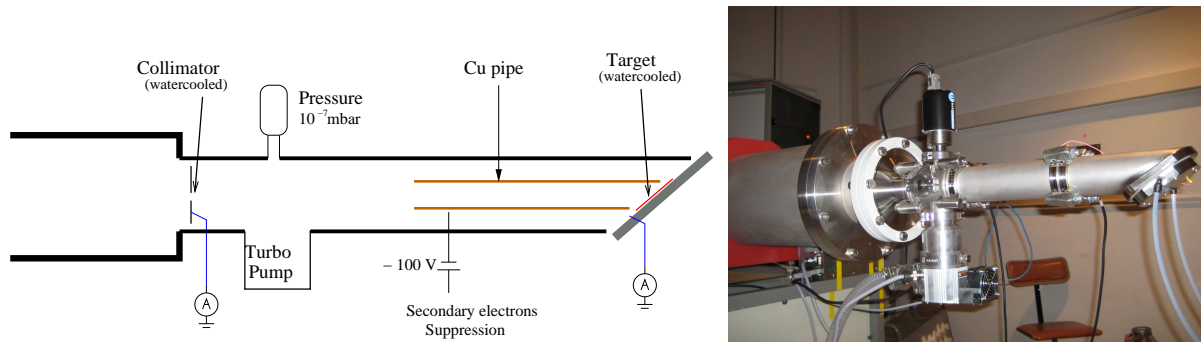 Collimator
(watercooled)
Pressure
10⁻⁷mbar
Cu pipe
Target
(watercooled)
Turbo
Pump
− 100 V
A
Secondary electrons
Suppression
A